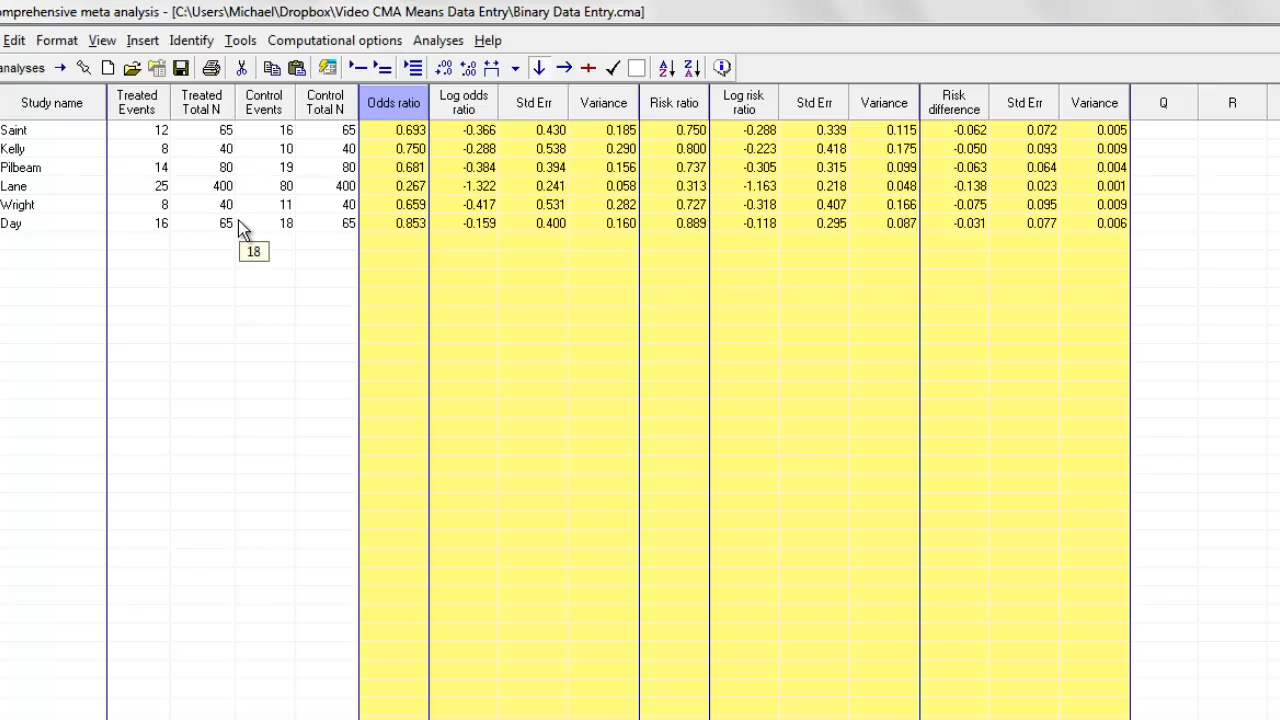 omprehensive meta analysis - [C:\Users\Michael\Dropbox\Video CMA Means Data Entry\Binary Data Entry.cma]
Edit Format View Insert Identify Tools Computational options Analyses Help
analyses
Study name Treated Events Treated Total N Control Events Control Total N Odds ratio Log odds ratio Std Err Variance Risk ratio Log risk ratio Std Err Variance Risk difference Std Err Variance Q R
Saint 12 65 16 65 0.693 -0.366 0.430 0.185 0.750 -0.288 0.339 0.115 -0.062 0.072 0.005
Kelly 8 40 10 40 0.750 -0.288 0.538 0.290 0.800 -0.223 0.418 0.175 -0.050 0.093 0.009
Pilbeam 14 80 19 80 0.681 -0.384 0.394 0.156 0.737 -0.305 0.315 0.099 -0.063 0.064 0.004
Lane 25 400 80 400 0.267 -1.322 0.241 0.058 0.313 -1.163 0.218 0.048 -0.138 0.023 0.001
Wright 8 40 11 40 0.659 -0.417 0.531 0.282 0.727 -0.318 0.407 0.166 -0.075 0.095 0.009
Day 16 65 18 65 0.853 -0.159 0.400 0.160 0.889 -0.118 0.295 0.087 -0.031 0.077 0.006
18